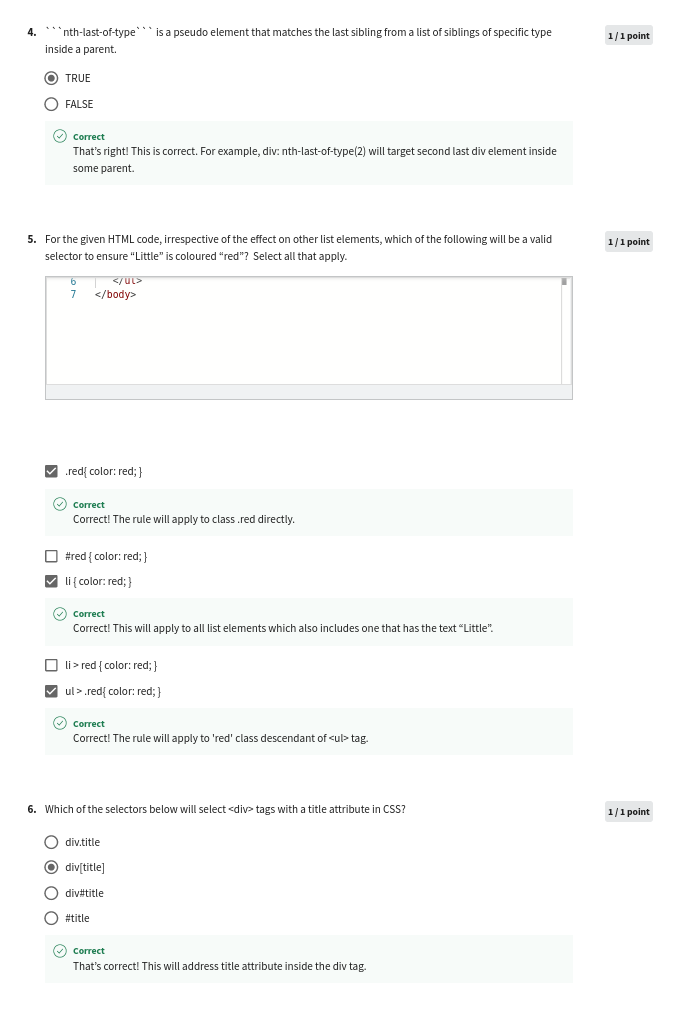 4. ```nth-last-of-type``` is a pseudo element that matches the last sibling from a list of siblings of specific type
inside a parent.
1 / 1 point
TRUE
FALSE
Correct
That's right! This is correct. For example, div: nth-last-of-type(2) will target second last div element inside
some parent.
5. For the given HTML code, irrespective of the effect on other list elements, which of the following will be a valid
selector to ensure “Little” is coloured “red”? Select all that apply.
1 / 1 point
6 </ul>
7 </body>
.red{ color: red; }
Correct
Correct! The rule will apply to class .red directly.
#red { color: red; }
li { color: red; }
Correct
Correct! This will apply to all list elements which also includes one that has the text “Little”.
li > red { color: red; }
ul > .red{ color: red; }
Correct
Correct! The rule will apply to 'red' class descendant of <ul> tag.
6. Which of the selectors below will select <div> tags with a title attribute in CSS?
1 / 1 point
div.title
div[title]
div#title
#title
Correct
That's correct! This will address title attribute inside the div tag.